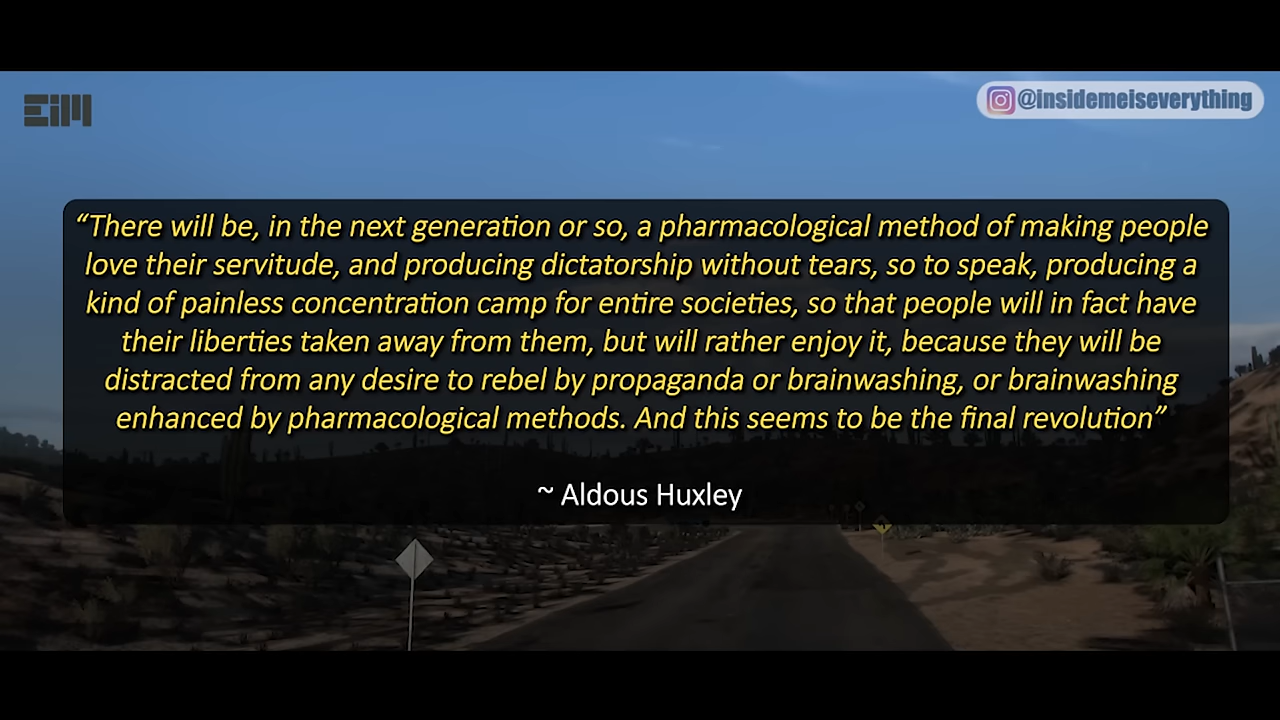 EiM
@insidemeiseverything
“There will be, in the next generation or so, a pharmacological method of making people
love their servitude, and producing dictatorship without tears, so to speak, producing a
kind of painless concentration camp for entire societies, so that people will in fact have
their liberties taken away from them, but will rather enjoy it, because they will be
distracted from any desire to rebel by propaganda or brainwashing, or brainwashing
enhanced by pharmacological methods. And this seems to be the final revolution”
~ Aldous Huxley